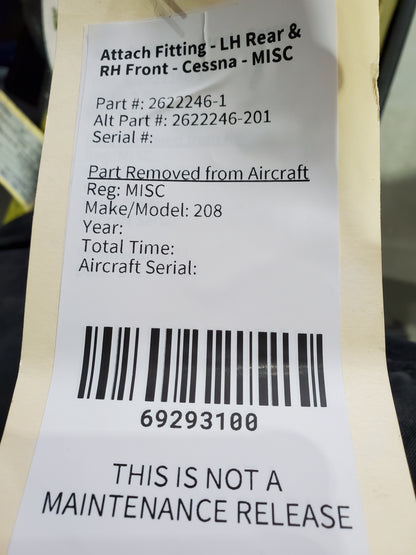 Attach Fitting - LH Rear &
RH Front - Cessna - MISC
Part #: 2622246-1
Alt Part #: 2622246-201
Serial #:
Part Removed from Aircraft
Reg: MISC
Make/Model: 208
Year:
Total Time:
Aircraft Serial:
69293100
THIS IS NOT A
MAINTENANCE RELEASE